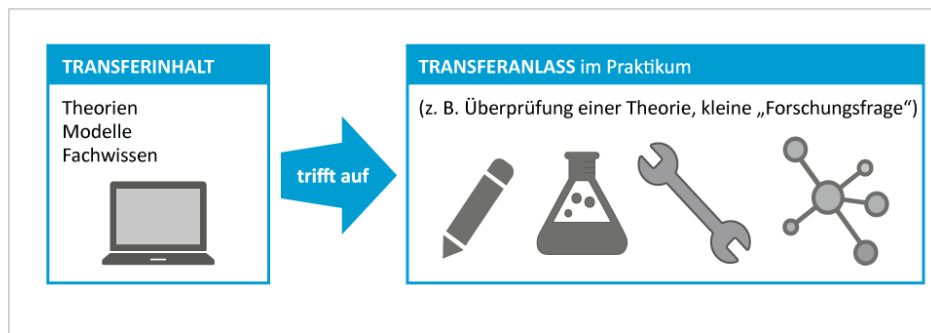 TRANSFERINHALT
Theorien
Modelle
Fachwissen
trifft auf
TRANSFERANLASS im Praktikum
(z. B. Überprüfung einer Theorie, kleine „Forschungsfrage“)